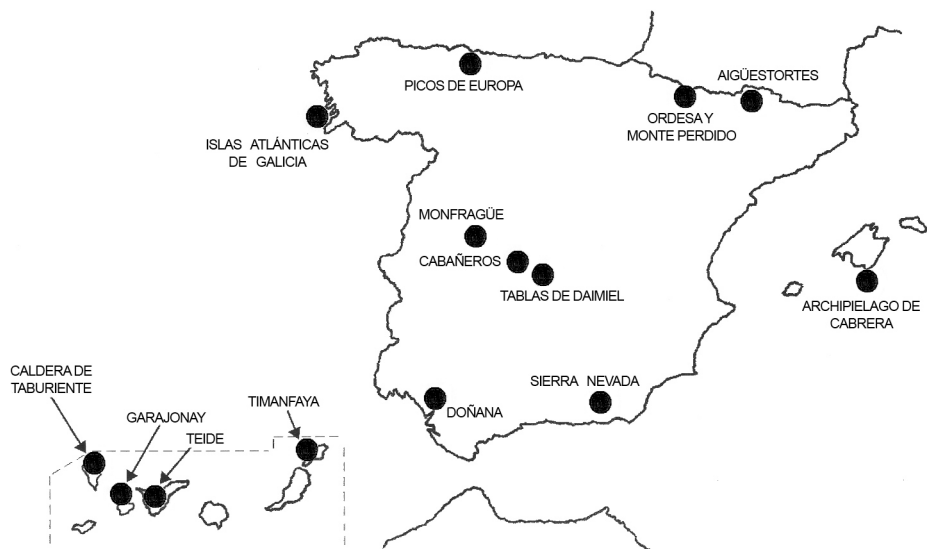 PICOS DE EUROPA
AIGÜESTORTES
ORDESA Y
MONTE PERDIDO
ISLAS ATLÁNTICAS
DE GALICIA
MONFRAGÜE
CABAÑEROS
TABLAS DE DAIMIEL
ARCHIPIELAGO DE
CABRERA
CALDERA DE
TABURIENTE
GARAJONAY
TEIDE
TIMANFAYA
DOÑANA
SIERRA NEVADA